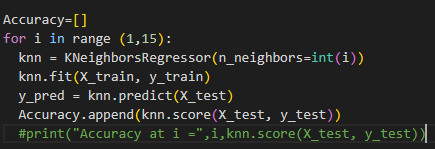 Accuracy=[]
for i in range (1,15):
  knn = KNeighborsRegressor(n_neighbors=int(i))
  knn.fit(X_train, y_train)
  y_pred = knn.predict(X_test)
  Accuracy.append(knn.score(X_test, y_test))
  #print("Accuracy at i =",i,knn.score(X_test, y_test))